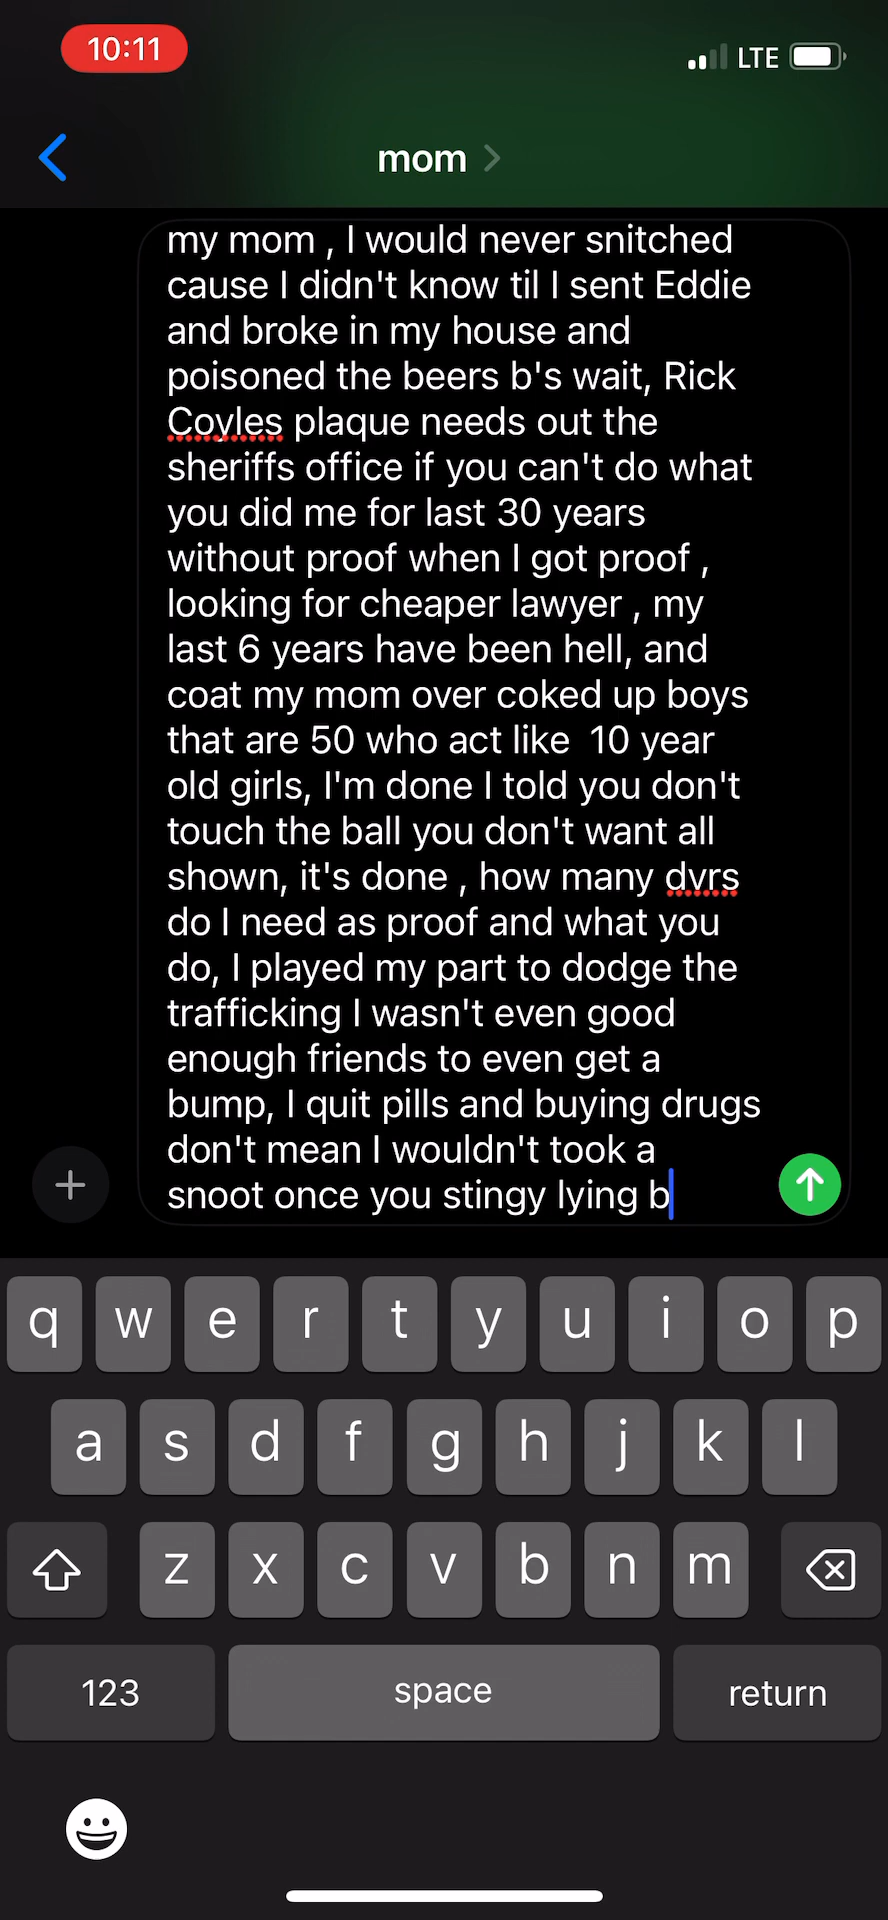 10:11
LTE
mom
my mom , I would never snitched
cause I didn't know til I sent Eddie
and broke in my house and
poisoned the beers b's wait, Rick
Coyles plaque needs out the
sheriffs office if you can't do what
you did me for last 30 years
without proof when I got proof ,
looking for cheaper lawyer , my
last 6 years have been hell, and
coat my mom over coked up boys
that are 50 who act like  10 year
old girls, I'm done I told you don't
touch the ball you don't want all
shown, it's done , how many dvrs
do I need as proof and what you
do, I played my part to dodge the
trafficking I wasn't even good
enough friends to even get a
bump, I quit pills and buying drugs
don't mean I wouldn't took a
snoot once you stingy lying b
q w e r t y u i o p
a s d f g h j k l
z x c v b n m
123 space return